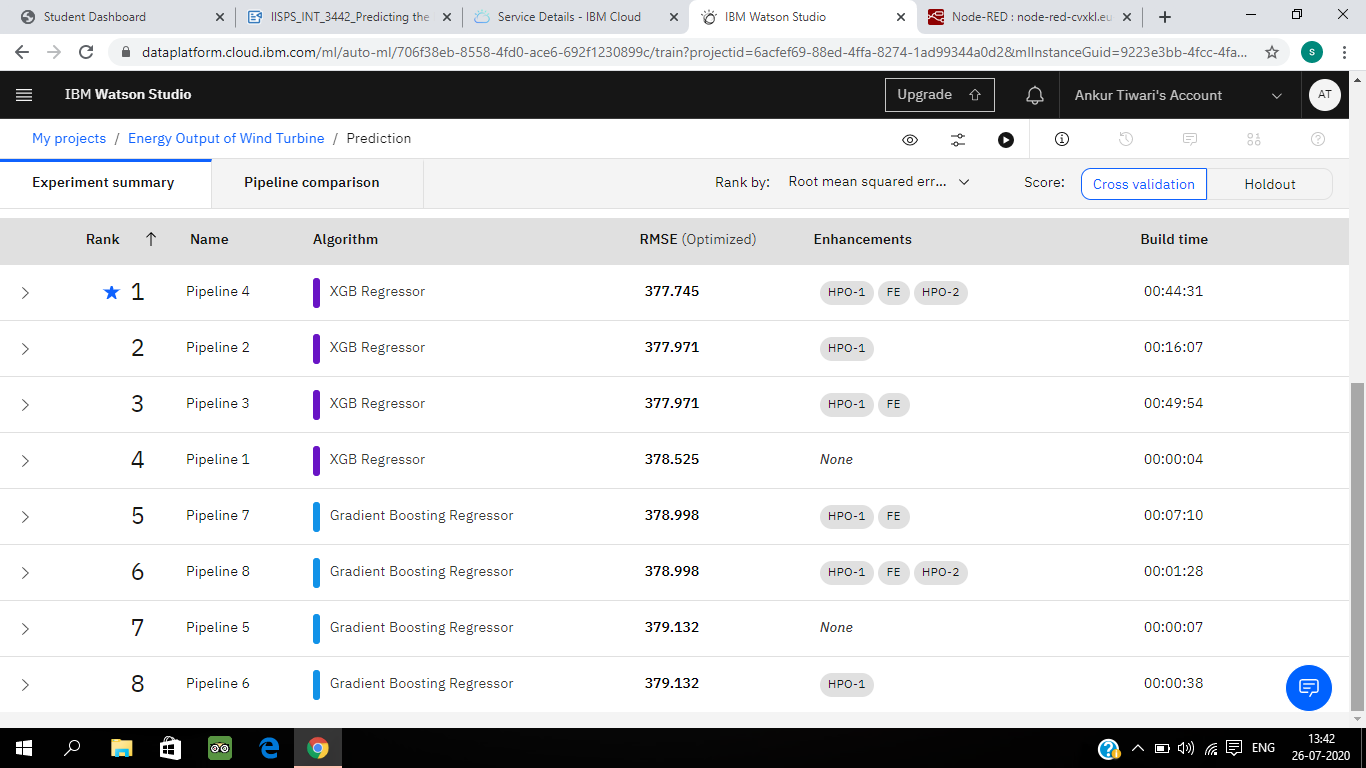 Student Dashboard
IISPS_INT_3442_Predicting the
Service Details - IBM Cloud
IBM Watson Studio
Node-RED : node-red-cvxkl.eu
dataplatform.cloud.ibm.com/ml/auto-ml/706f38eb-8558-4fd0-ace6-692f1230899c/train?projectid=6acfef69-88ed-4ffa-8274-1ad99344a0d2&mlInstanceGuid=9223e3bb-4fcc-4fa...
S
IBM Watson Studio
Upgrade
Ankur Tiwari's Account
AT
My projects / Energy Output of Wind Turbine / Prediction
Experiment summary
Pipeline comparison
Rank by: Root mean squared err...
Score: Cross validation Holdout
Rank Name Algorithm RMSE (Optimized) Enhancements Build time
1 Pipeline 4 XGB Regressor 377.745 HPO-1 FE HPO-2 00:44:31
2 Pipeline 2 XGB Regressor 377.971 HPO-1 00:16:07
3 Pipeline 3 XGB Regressor 377.971 HPO-1 FE 00:49:54
4 Pipeline 1 XGB Regressor 378.525 None 00:00:04
5 Pipeline 7 Gradient Boosting Regressor 378.998 HPO-1 FE 00:07:10
6 Pipeline 8 Gradient Boosting Regressor 378.998 HPO-1 FE HPO-2 00:01:28
7 Pipeline 5 Gradient Boosting Regressor 379.132 None 00:00:07
8 Pipeline 6 Gradient Boosting Regressor 379.132 HPO-1 00:00:38
ENG
13:42
26-07-2020